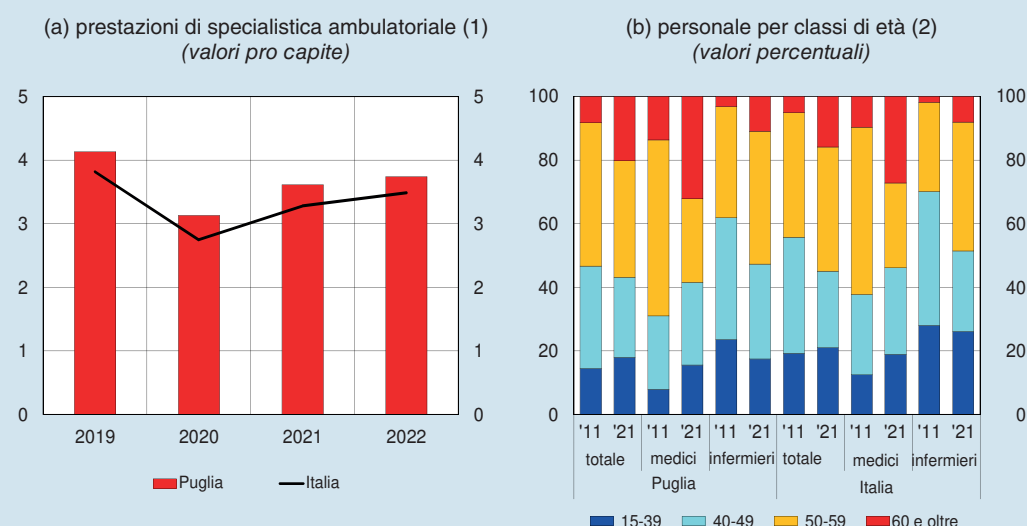 (a) prestazioni di specialistica ambulatoriale (1)
(valori pro capite)
5
4
3
2
1
0
5
4
3
2
1
0
2019 2020 2021 2022
Puglia Italia
(b) personale per classi di età (2)
(valori percentuali)
100
80
60
40
20
0
100
80
60
40
20
0
'11 '21 '11 '21 '11 '21 '11 '21 '11 '21 '11 '21
totale medici infermieri totale medici infermieri
Puglia Italia
15-39 40-49 50-59 60 e oltre